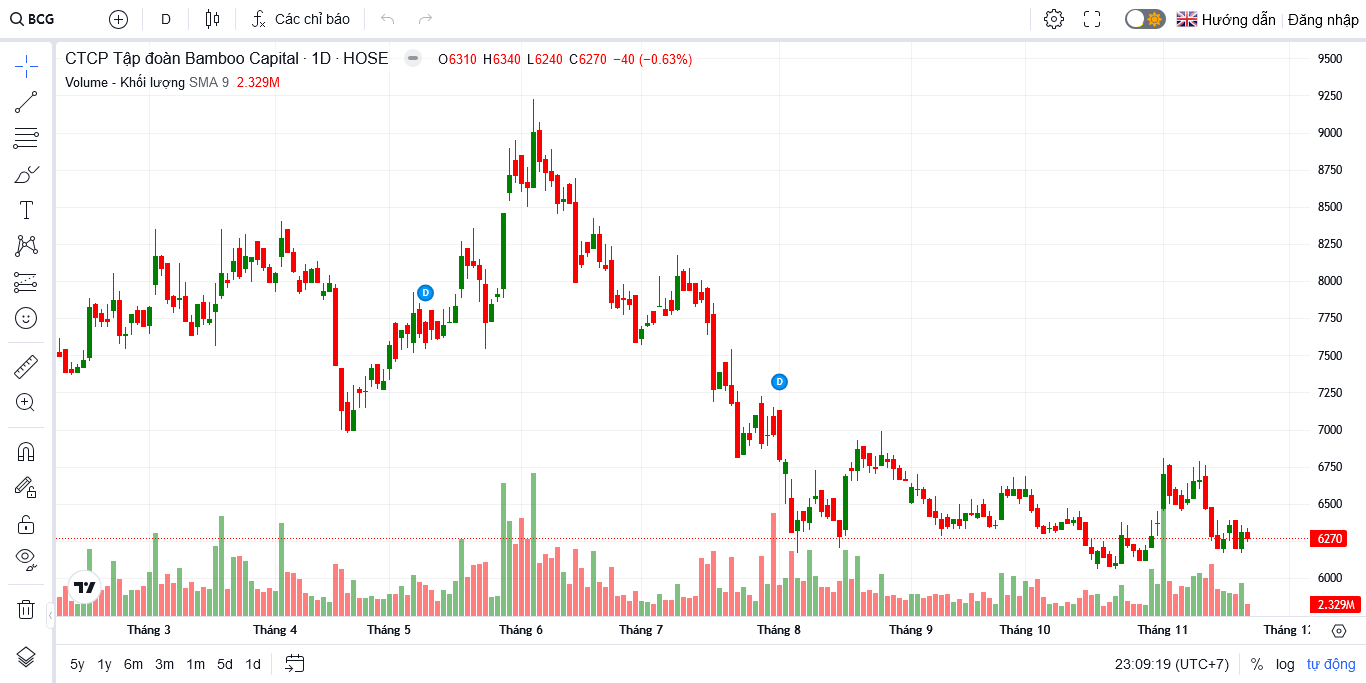 BCG D Các chỉ báo Hướng dẫn Đăng nhập
CTCP Tập đoàn Bamboo Capital · 1D · HOSE O6310 H6340 L6240 C6270 −40 (−0.63%)
Volume - Khối lượng SMA 9 2.329M
9500
9250
9000
8750
8500
8250
8000
7750
7500
7250
7000
6750
6500
6270
6000
2.329M
D
D
Tháng 3 Tháng 4 Tháng 5 Tháng 6 Tháng 7 Tháng 8 Tháng 9 Tháng 10 Tháng 11 Tháng
5y 1y 6m 3m 1m 5d 1d 23:09:19 (UTC+7) % log tự động